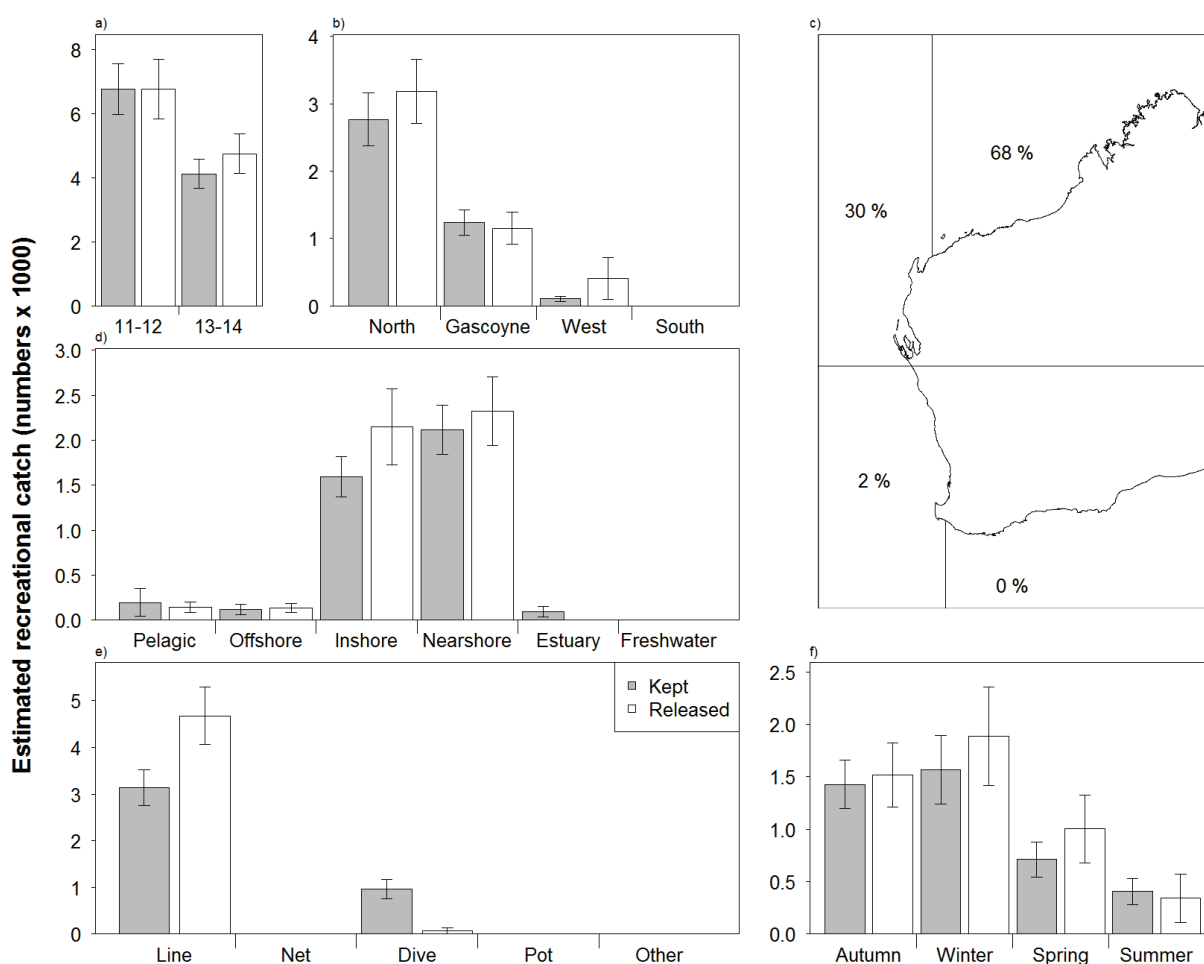 Estimated recreational catch (numbers x 1000)
a)
8
6
4
2
0
11-12 13-14
b)
4
3
2
1
0
North Gascoyne West South
c)
68 %
30 %
2 %
0 %
d)
3.0
2.5
2.0
1.5
1.0
0.5
0.0
Pelagic Offshore Inshore Nearshore Estuary Freshwater
e)
5
4
3
2
1
0
Line Net Dive Pot Other
Kept
Released
f)
2.5
2.0
1.5
1.0
0.5
0.0
Autumn Winter Spring Summer